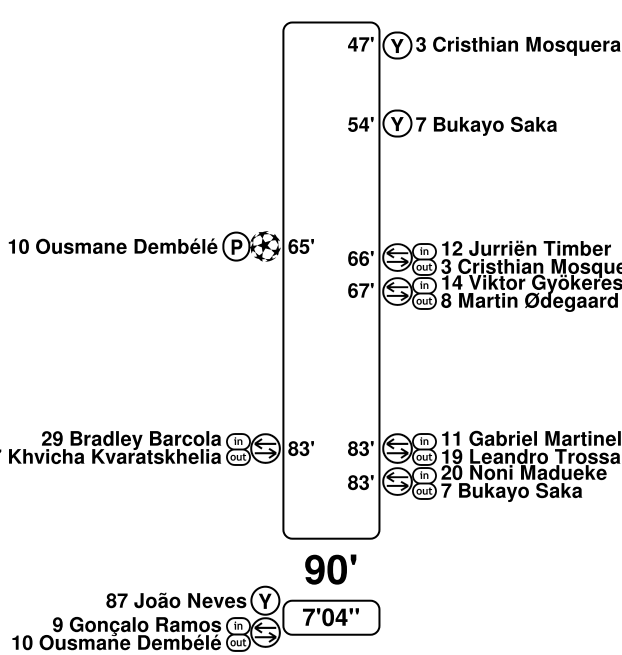 47' Y 3 Cristhian Mosquera
54' Y 7 Bukayo Saka
10 Ousmane Dembélé P 65'
66' in 12 Jurriën Timber
out 3 Cristhian Mosque
67' in 14 Viktor Gyökeres
out 8 Martin Ødegaard
29 Bradley Barcola in 83'
Khvicha Kvaratskhelia out
83' in 11 Gabriel Martinel
out 19 Leandro Trossa
83' in 20 Noni Madueke
out 7 Bukayo Saka
90'
87 João Neves Y
7'04''
9 Gonçalo Ramos in
10 Ousmane Dembélé out